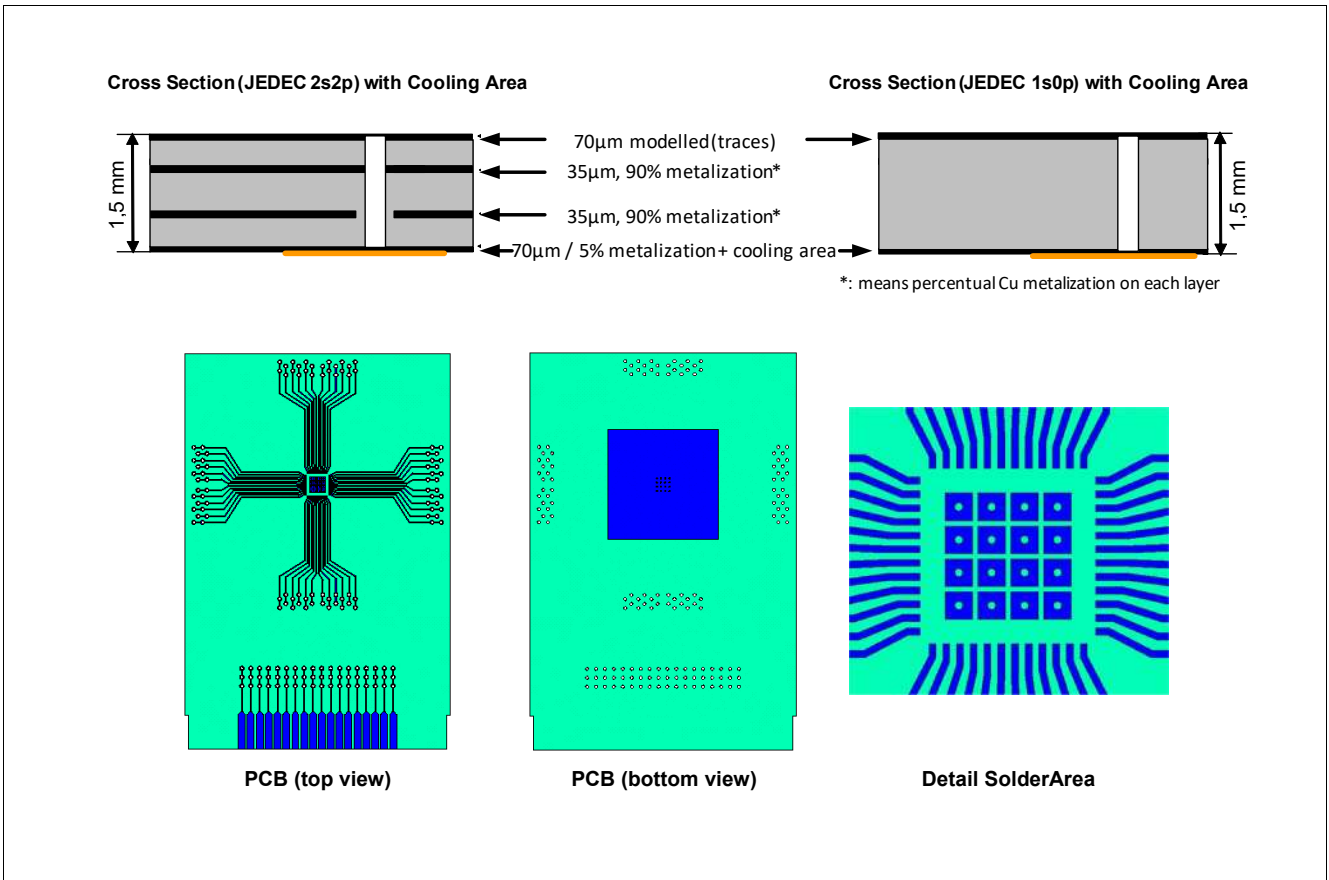 Cross Section (JEDEC 2s2p) with Cooling Area
Cross Section (JEDEC 1s0p) with Cooling Area
70µm modelled (traces)
35µm, 90% metalization*
35µm, 90% metalization*
70µm / 5% metalization + cooling area
1,5 mm
1,5 mm
*: means percentual Cu metalization on each layer
PCB (top view)
PCB (bottom view)
Detail SolderArea